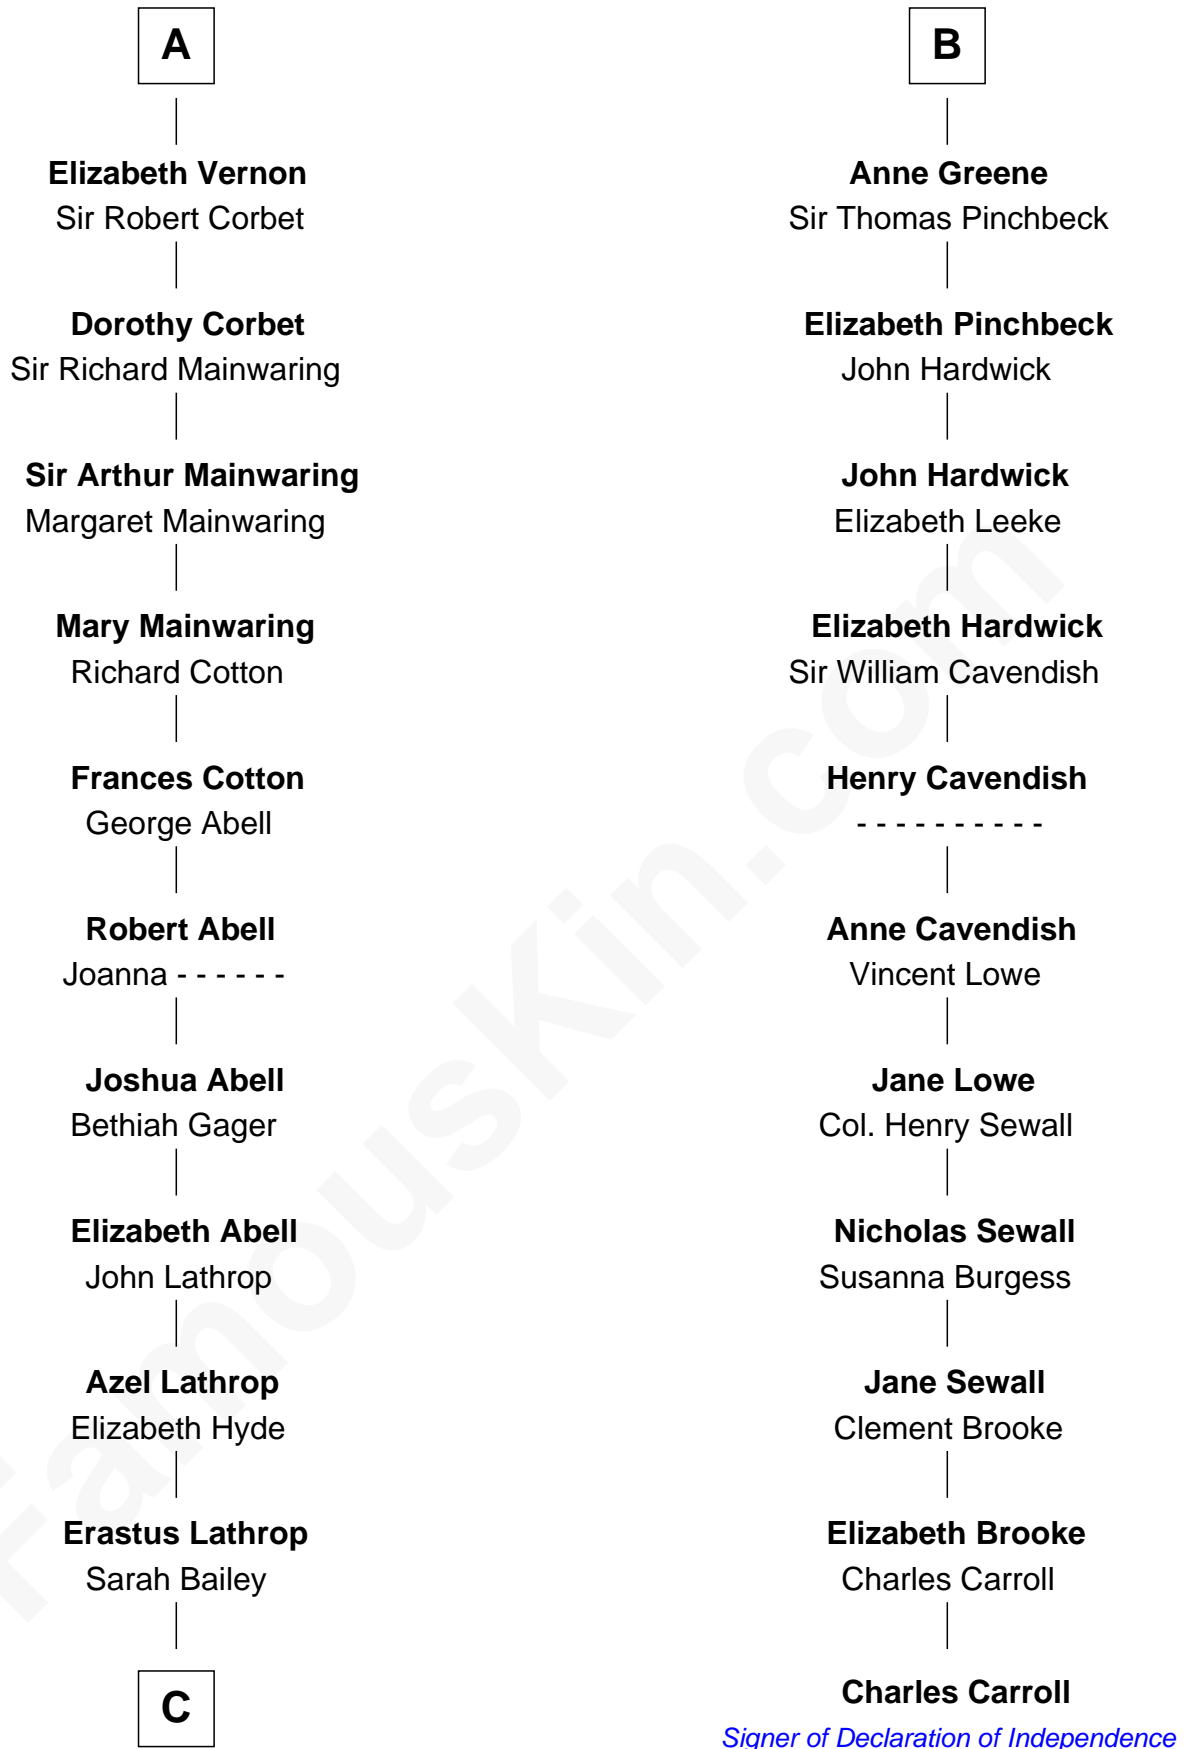 A
Elizabeth Vernon
Sir Robert Corbet
Dorothy Corbet
Sir Richard Mainwaring
Sir Arthur Mainwaring
Margaret Mainwaring
Mary Mainwaring
Richard Cotton
Frances Cotton
George Abell
Robert Abell
Joanna - - - - - -
Joshua Abell
Bethiah Gager
Elizabeth Abell
John Lathrop
Azel Lathrop
Elizabeth Hyde
Erastus Lathrop
Sarah Bailey
C
B
Anne Greene
Sir Thomas Pinchbeck
Elizabeth Pinchbeck
John Hardwick
John Hardwick
Elizabeth Leeke
Elizabeth Hardwick
Sir William Cavendish
Henry Cavendish
- - - - - - - - - -
Anne Cavendish
Vincent Lowe
Jane Lowe
Col. Henry Sewall
Nicholas Sewall
Susanna Burgess
Jane Sewall
Clement Brooke
Elizabeth Brooke
Charles Carroll
Charles Carroll
Signer of Declaration of Independence
FamousKin.com